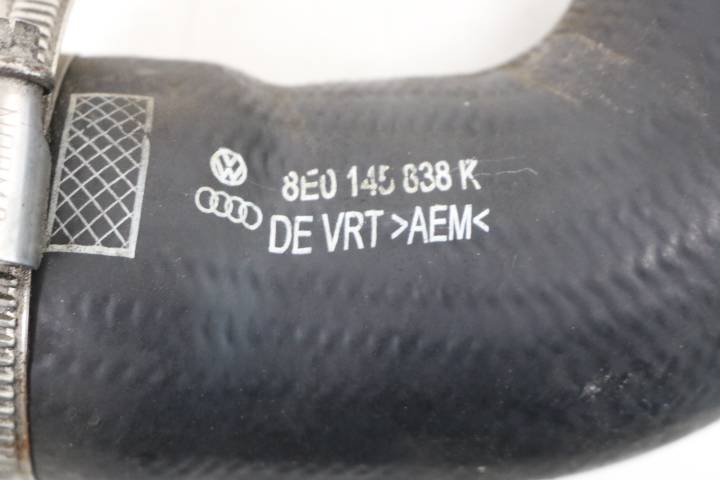 8E0 145 838 K
DE VRT >AEM<